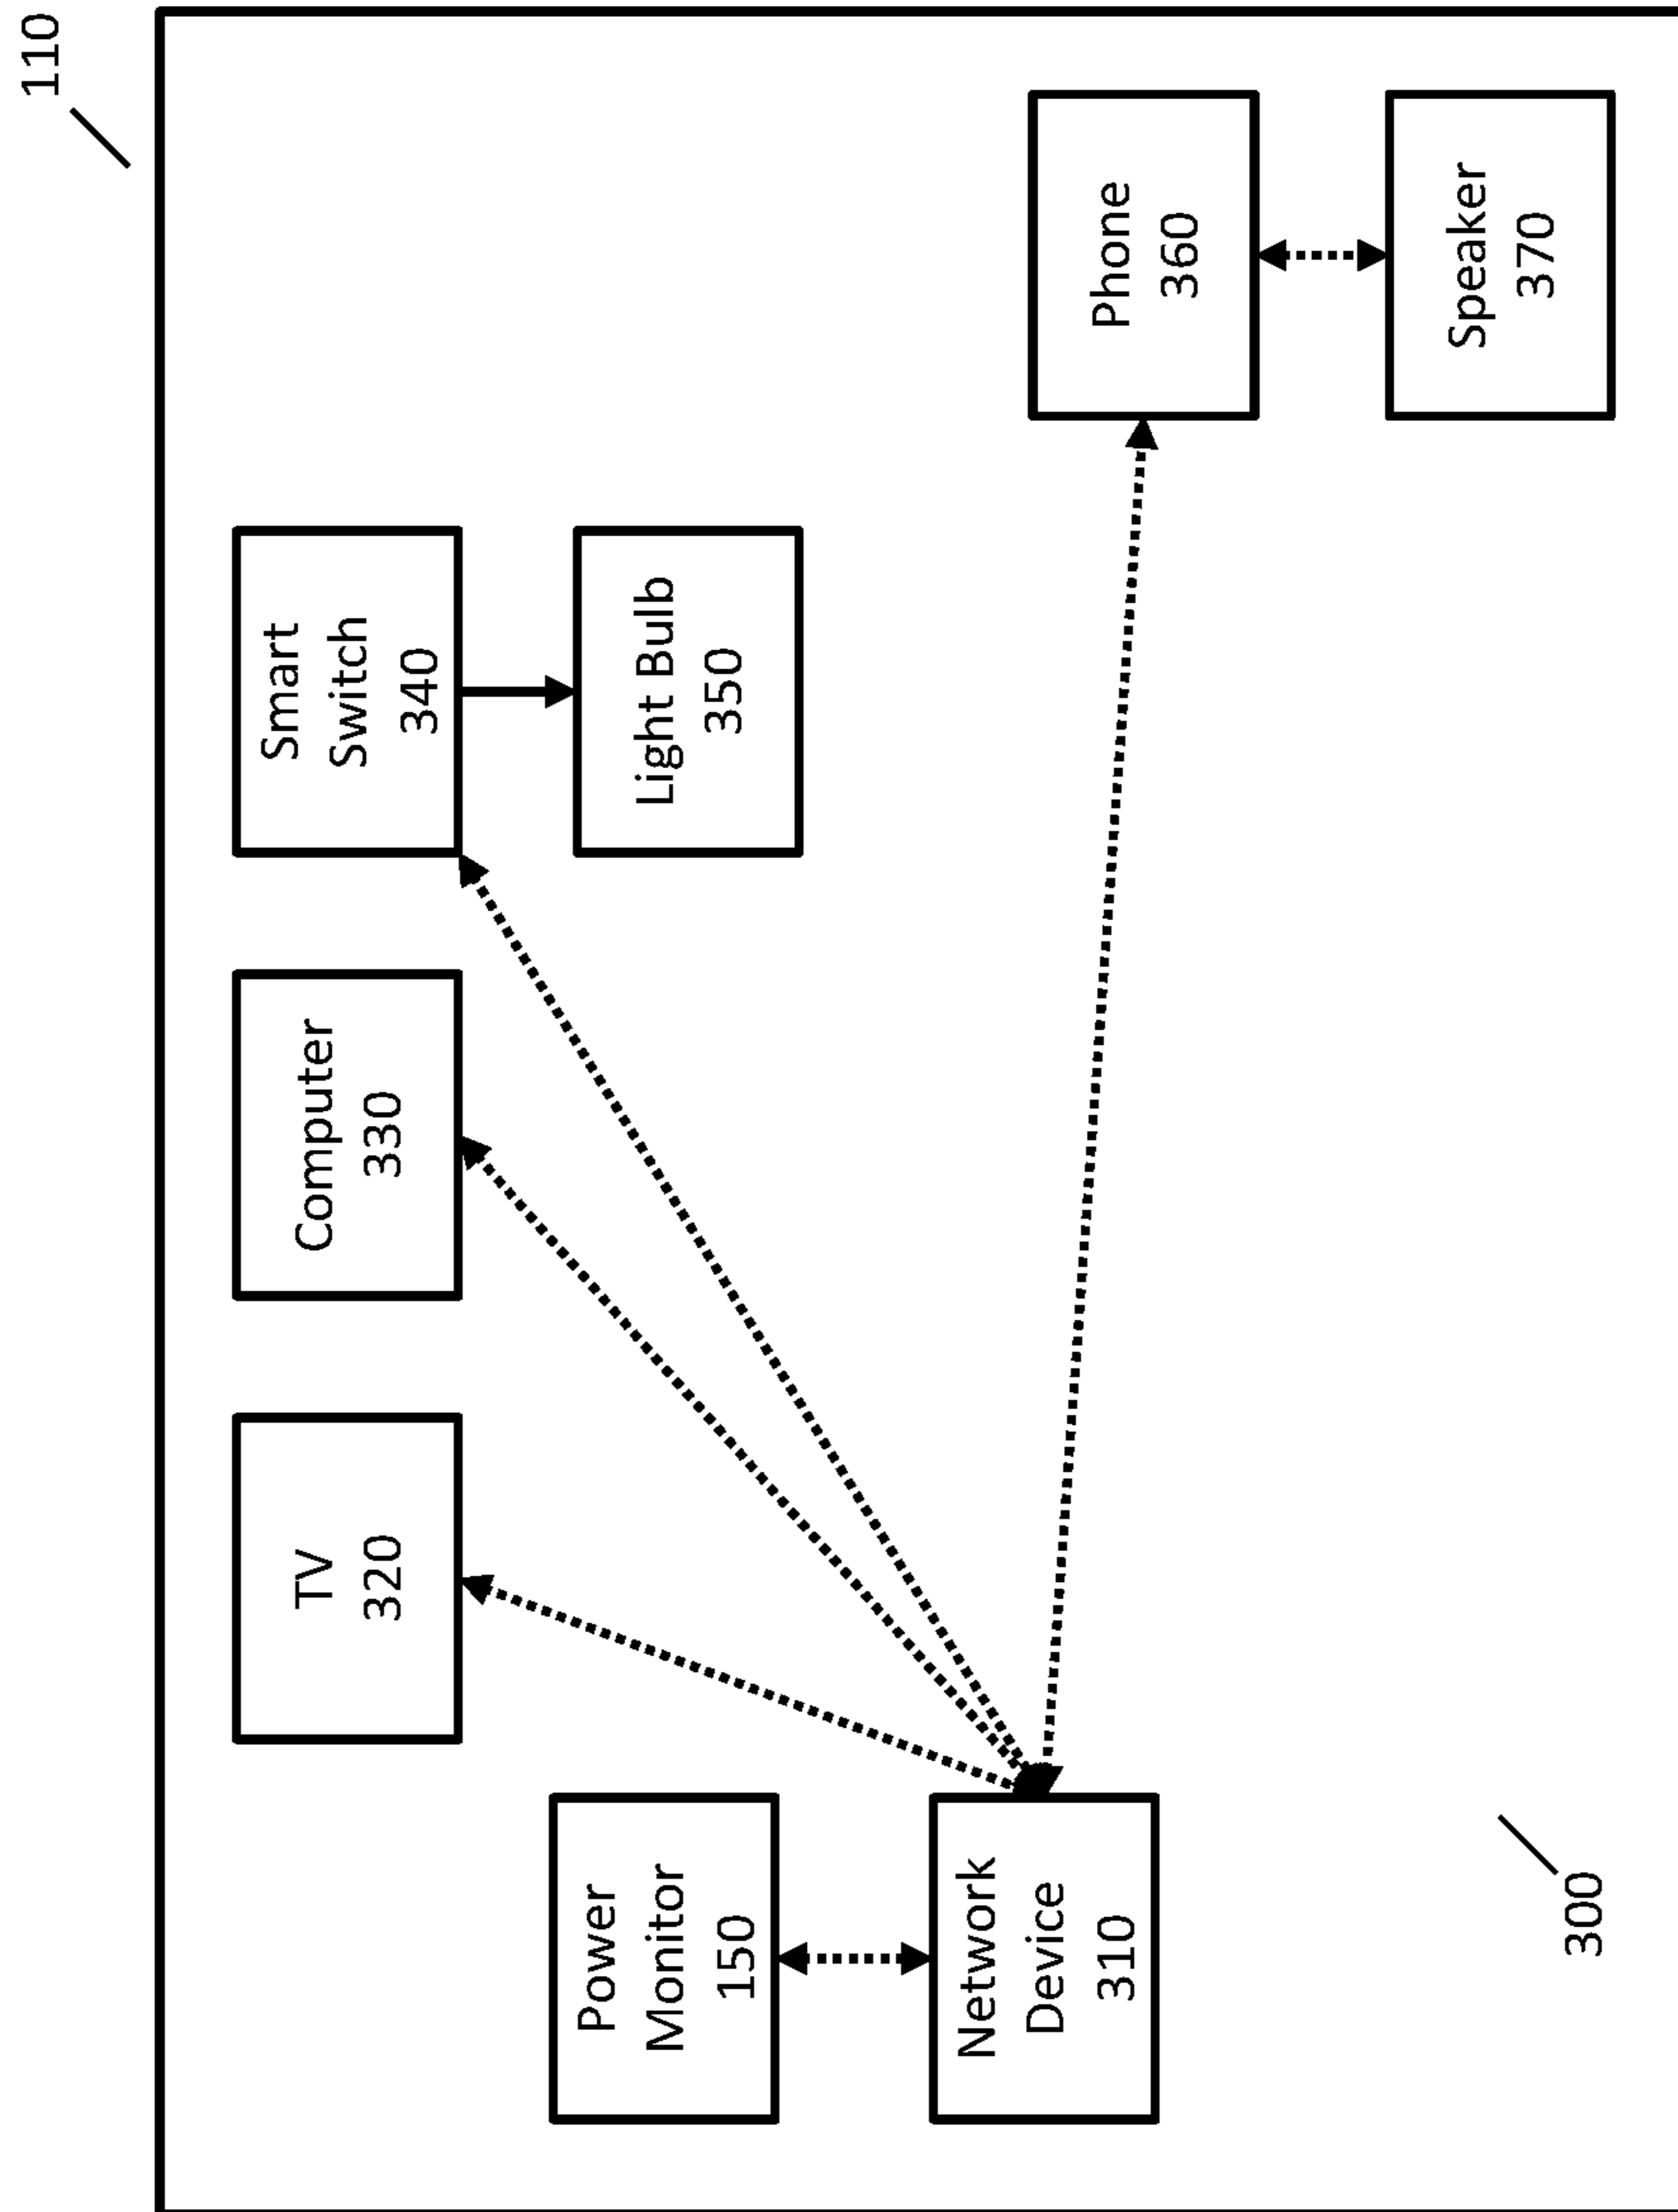 110
Smart
Switch
340
Computer
330
TV
320
Light Bulb
350
Power
Monitor
150
Network
Device
310
Phone
360
Speaker
370
300